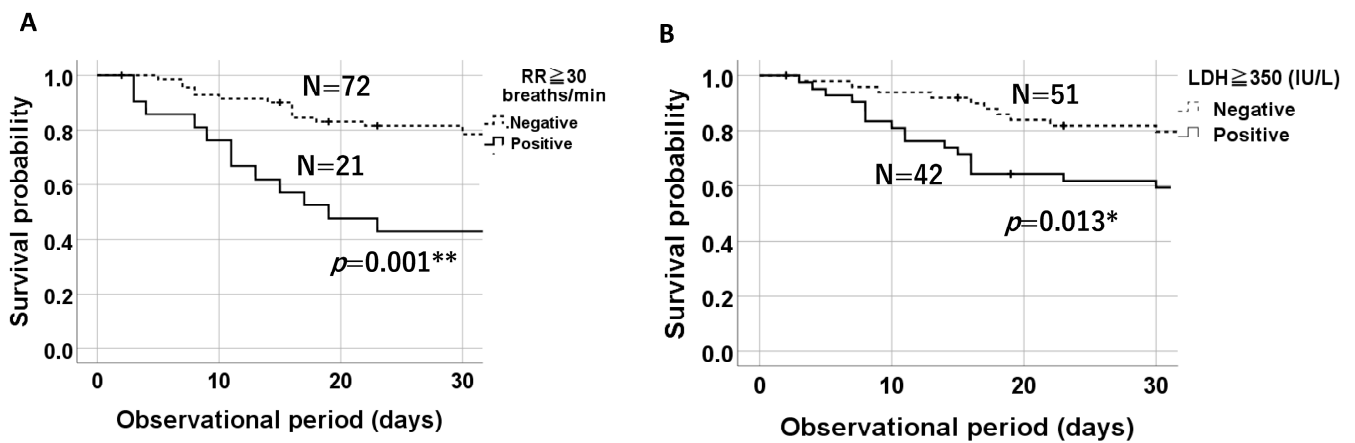 A
Survival probability
1.0
0.8
0.6
0.4
0.2
0.0
0
10
20
30
Observational period (days)
N=72
N=21
p=0.001**
RR≧30
breaths/min
Negative
Positive
B
Survival probability
1.0
0.8
0.6
0.4
0.2
0.0
0
10
20
30
Observational period (days)
N=51
N=42
p=0.013*
LDH≧350 (IU/L)
Negative
Positive